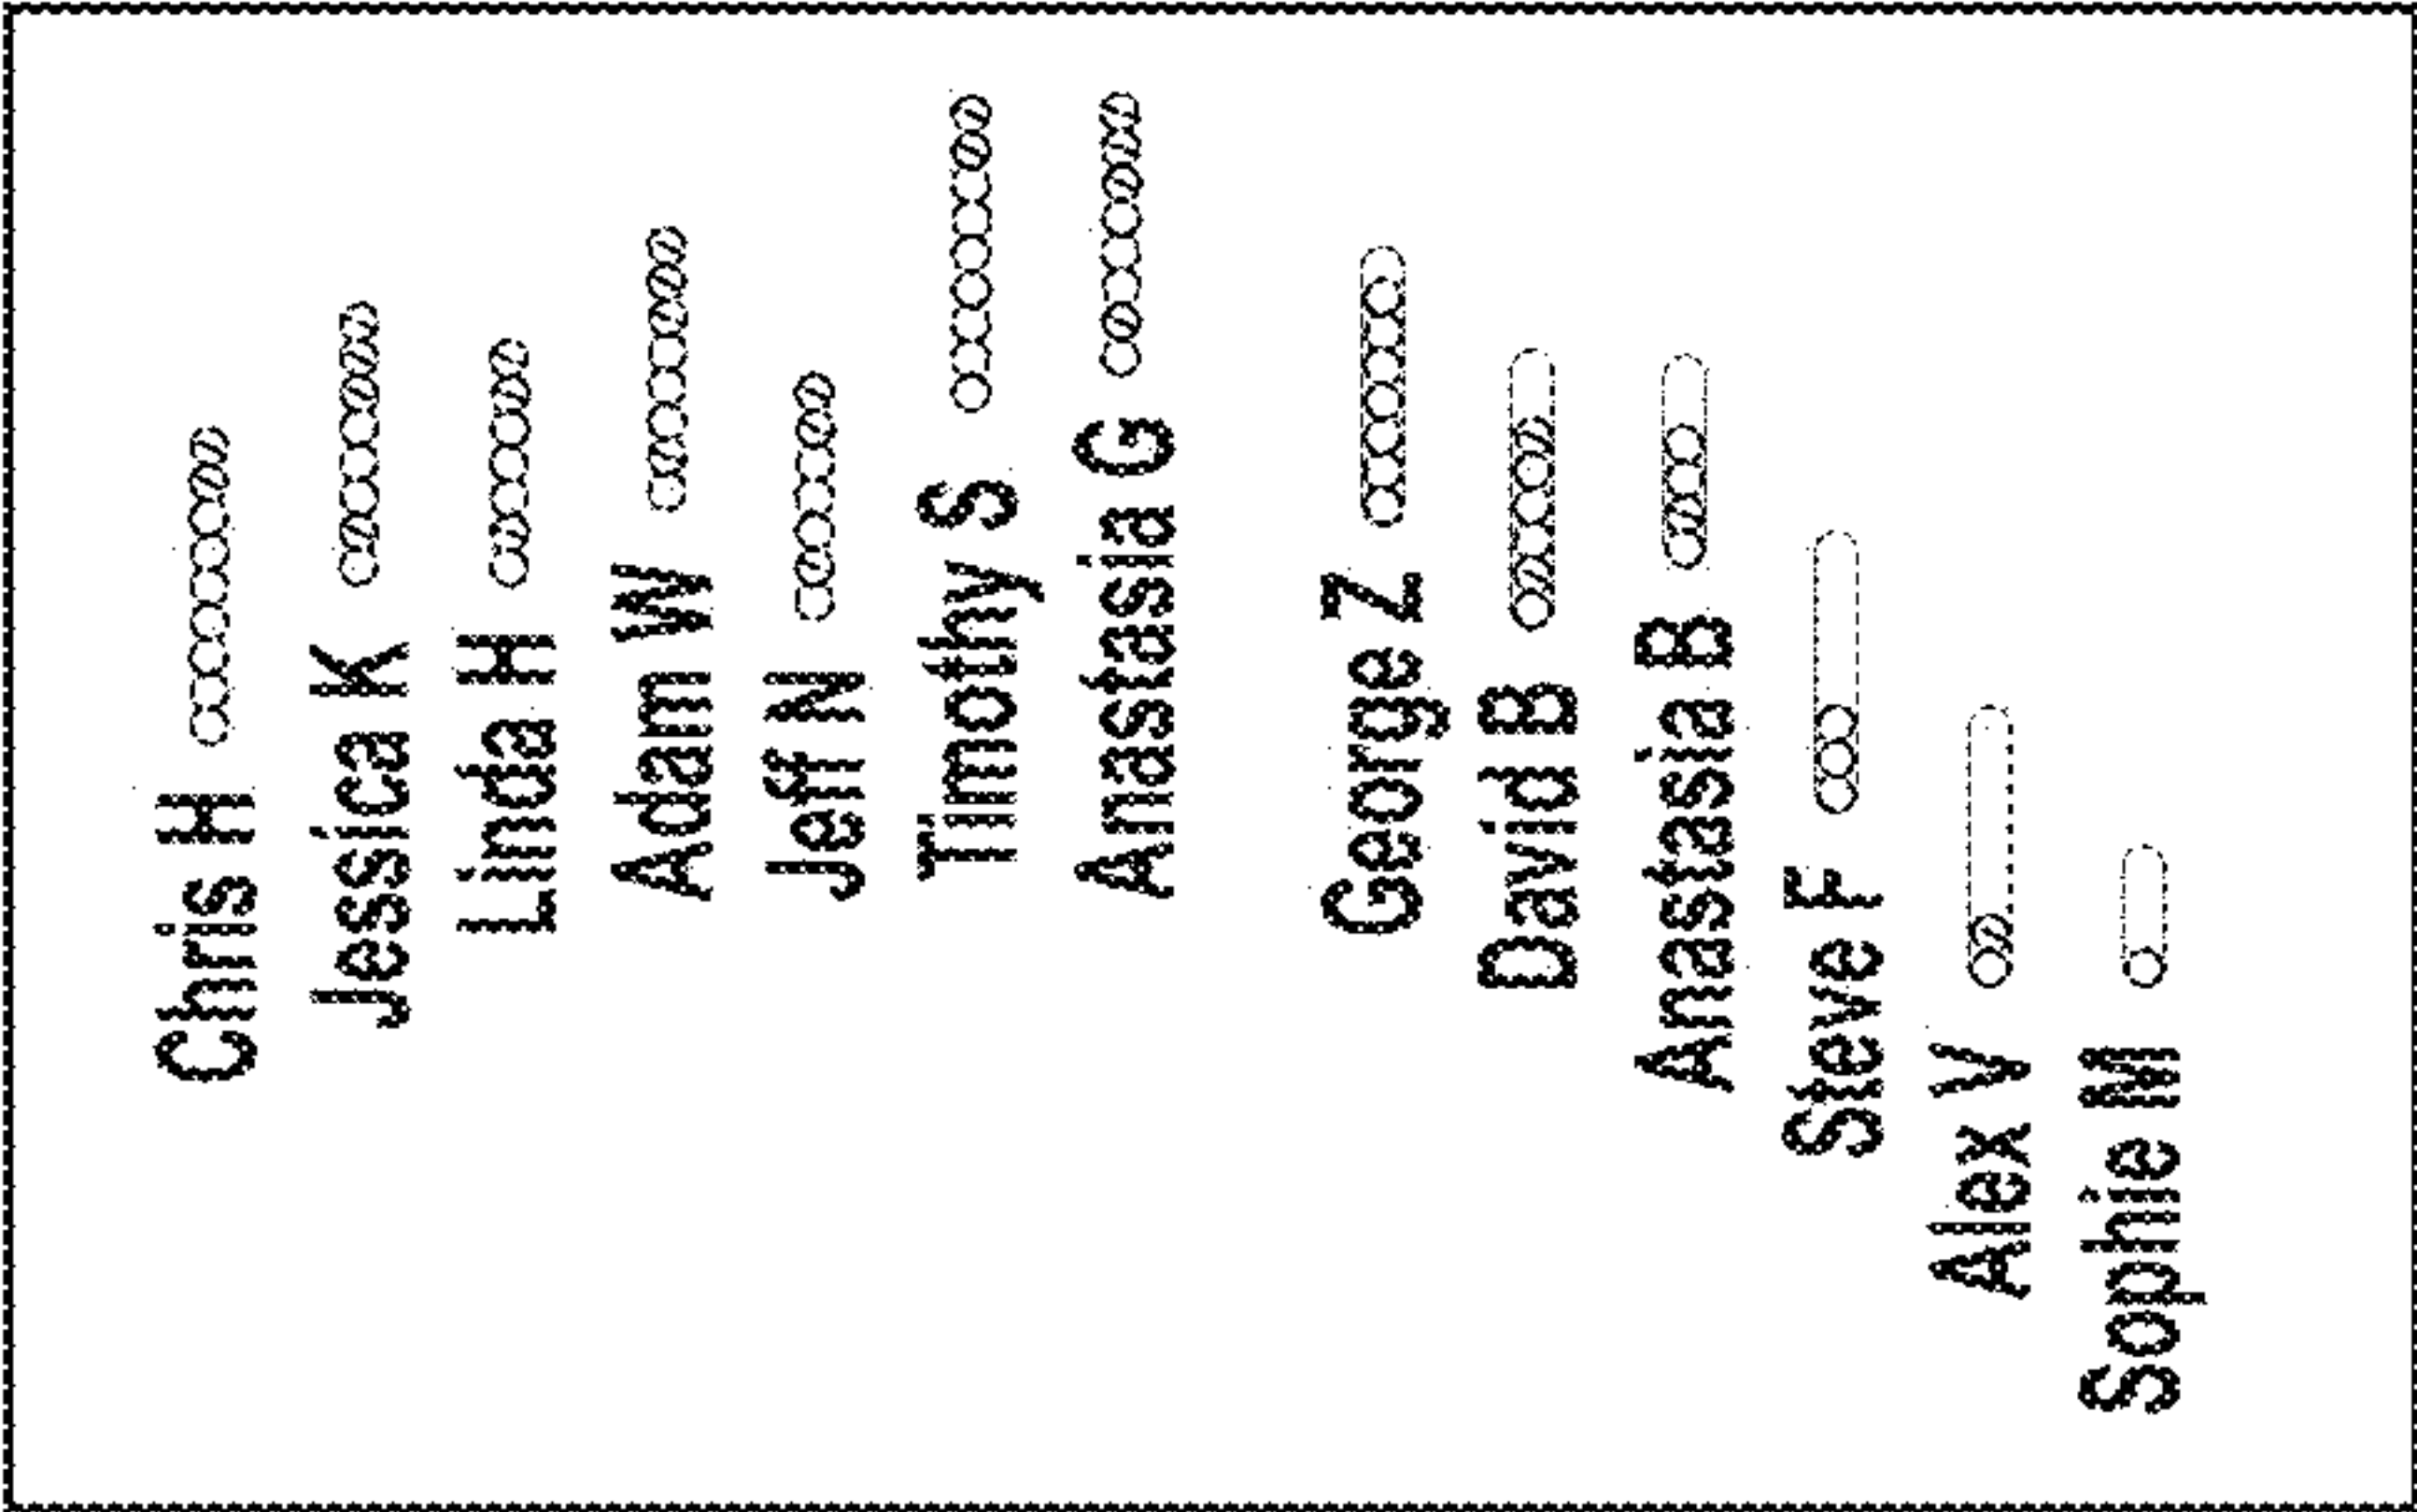 Chris H
Jessica K
Linda H
Adam W
Jeff N
Timothy S
Anastasia G
George Z
David B
Anastasia B
Steve F
Alex V
Sophie M